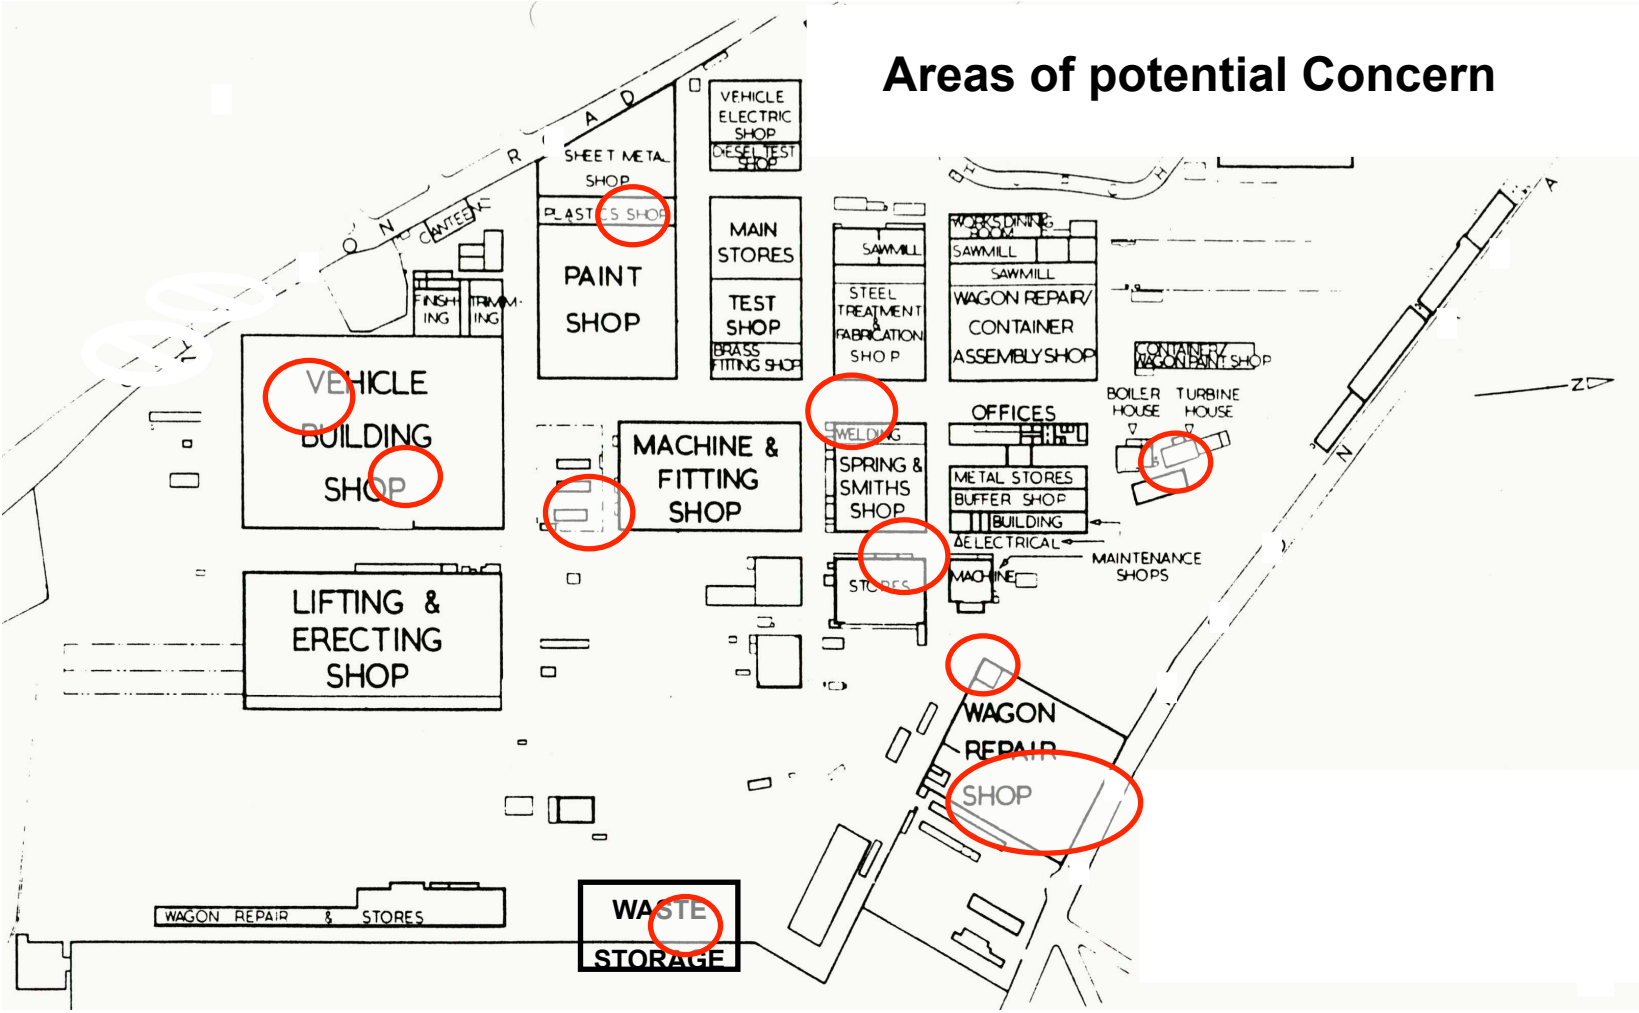 Areas of potential Concern
R O A D
O N
CANTEEN
SHEET METAL
SHOP
PLASTICS SHOP
PAINT
SHOP
VEHICLE
ELECTRIC
SHOP
DIESEL TEST
SHOP
MAIN
STORES
TEST
SHOP
BRASS
FITTING SHOP
SAWMILL
STEEL
TREATMENT
&
FABRICATION
SHOP
WORKS DINING
ROOM
SAWMILL
SAWMILL
WAGON REPAIR/
CONTAINER
ASSEMBLY SHOP
CONTAINER/
WAGON PAINT SHOP
BOILER
HOUSE
TURBINE
HOUSE
N
FINISH-
ING
TRIMM-
ING
VEHICLE
BUILDING
SHOP
MACHINE &
FITTING
SHOP
WELDING
SPRING &
SMITHS
SHOP
OFFICES
METAL STORES
BUFFER SHOP
BUILDING
ELECTRICAL
MACHINE
MAINTENANCE
SHOPS
STORES
LIFTING &
ERECTING
SHOP
WAGON
REPAIR
SHOP
WAGON REPAIR & STORES
WASTE
STORAGE